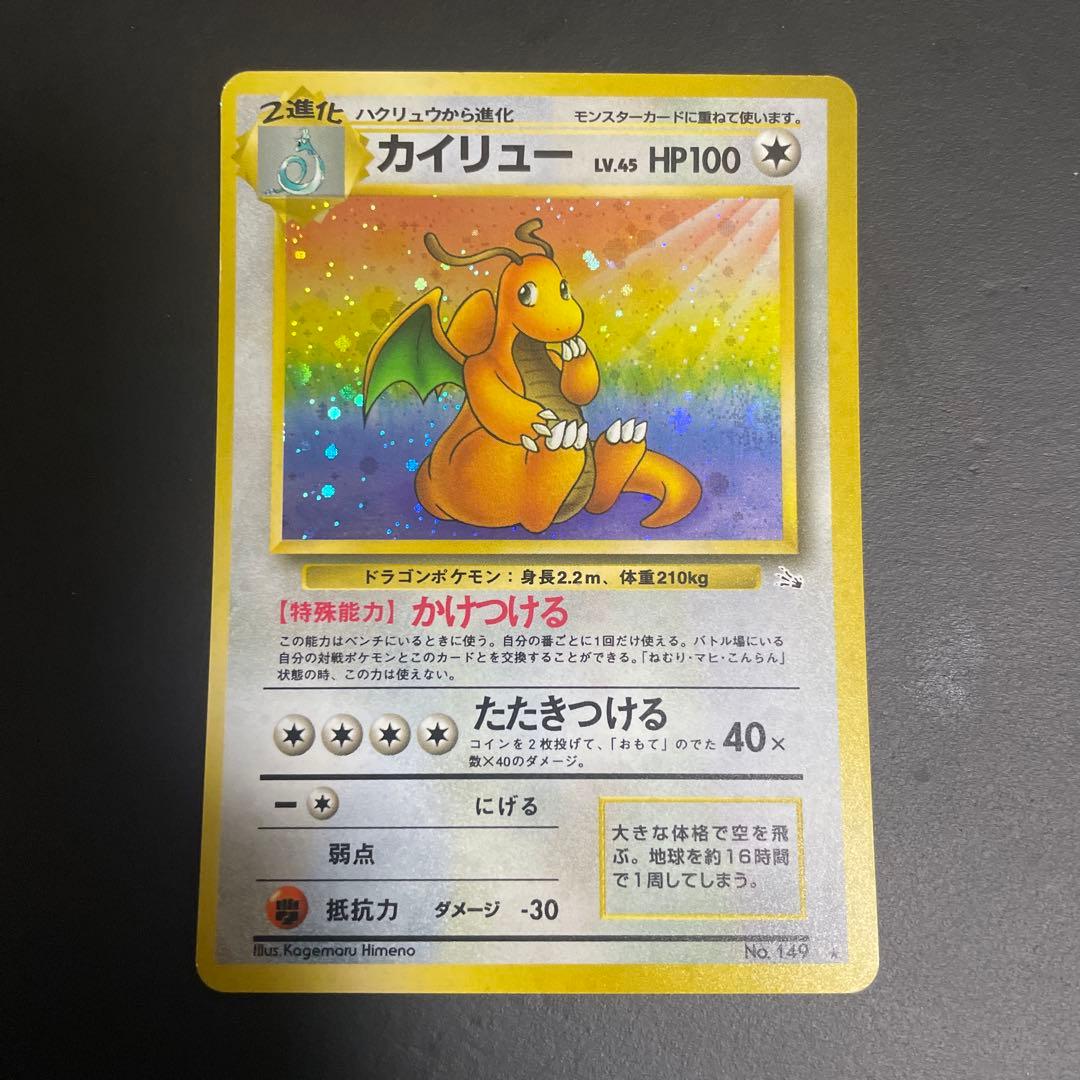 2進化 ハクリュウから進化 モンスターカードに重ねて使います。
カイリュー LV.45 HP100
ドラゴンポケモン:身長2.2m、体重210kg
【特殊能力】かけつける
この能力はベンチにいるときに使う。自分の番ごとに1回だけ使える。バトル場にいる
自分の対戦ポケモンとこのカードとを交換することができる。「ねむり・マヒ・こんらん」
状態の時、この力は使えない。
たたきつける
コインを2枚投げて、「おもて」のでた
数×40のダメージ。
40×
にげる
弱点
抵抗力 ダメージ -30
大きな体格で空を飛
ぶ。地球を約16時間
で1周してしまう。
Illus. Kagemaru Himeno
No. 149